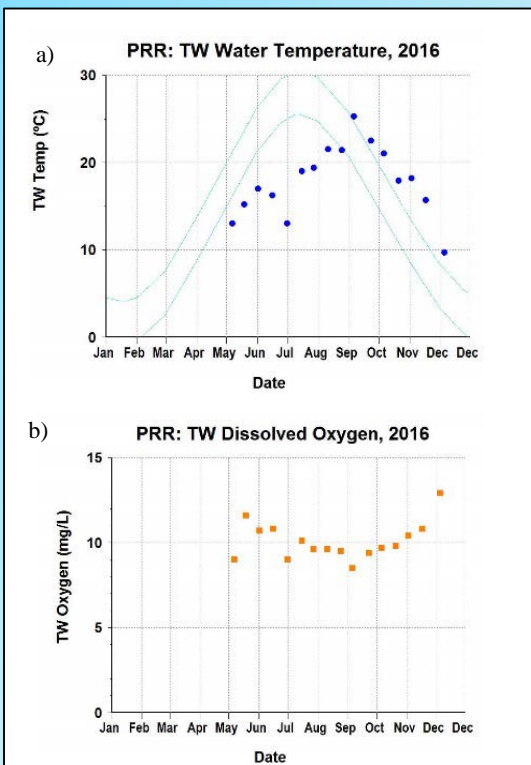 a)
PRR: TW Water Temperature, 2016
30
20
10
0
TW Temp (ºC)
Jan Feb Mar Apr May Jun Jul Aug Sep Oct Nov Dec Dec
Date
b)
PRR: TW Dissolved Oxygen, 2016
15
10
5
0
TW Oxygen (mg/L)
Jan Feb Mar Apr May Jun Jul Aug Sep Oct Nov Dec Dec
Date